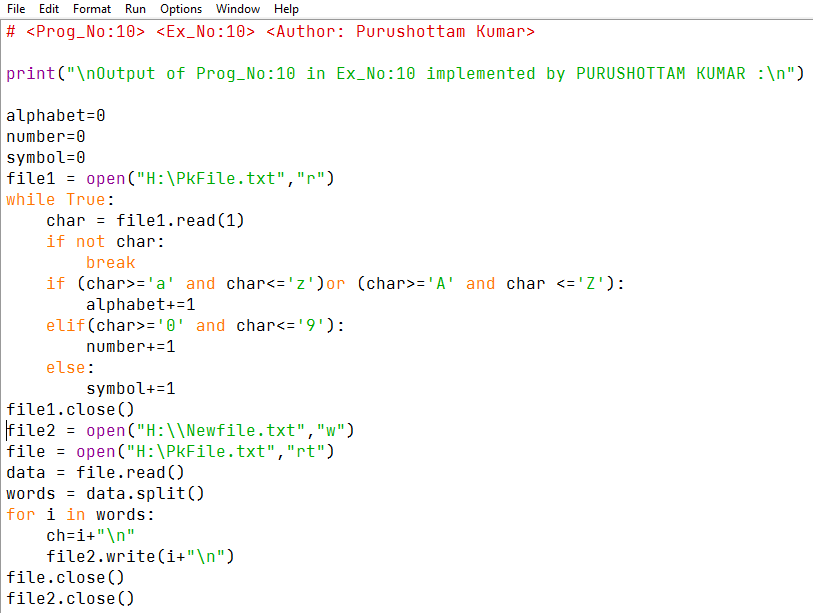 File Edit Format Run Options Window Help
# <Prog_No:10> <Ex_No:10> <Author: Purushottam Kumar>
print("\nOutput of Prog_No:10 in Ex_No:10 implemented by PURUSHOTTAM KUMAR :\n")
alphabet=0
number=0
symbol=0
file1 = open("H:\PkFile.txt","r")
while True:
    char = file1.read(1)
    if not char:
        break
    if (char>='a' and char<='z')or (char>='A' and char <='Z'):
        alphabet+=1
    elif(char>='0' and char<='9'):
        number+=1
    else:
        symbol+=1
file1.close()
file2 = open("H:\\Newfile.txt","w")
file = open("H:\PkFile.txt","rt")
data = file.read()
words = data.split()
for i in words:
    ch=i+"\n"
    file2.write(i+"\n")
file.close()
file2.close()